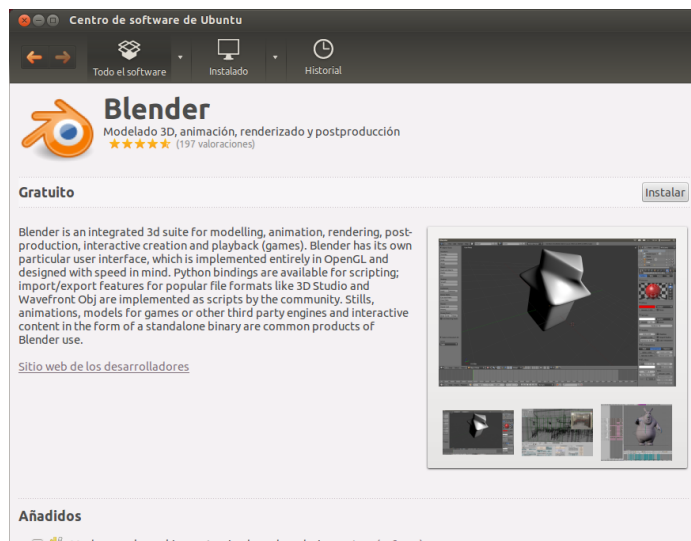 Centro de software de Ubuntu
Todo el software
Instalado
Historial
Blender
Modelado 3D, animación, renderizado y postproducción
(197 valoraciones)
Gratuito
Instalar
Blender is an integrated 3d suite for modelling, animation, rendering, post-
production, interactive creation and playback (games). Blender has its own
particular user interface, which is implemented entirely in OpenGL and
designed with speed in mind. Python bindings are available for scripting;
import/export features for popular file formats like 3D Studio and
Wavefront Obj are implemented as scripts by the community. Stills,
animations, models for games or other third party engines and interactive
content in the form of a standalone binary are common products of
Blender use.
Sitio web de los desarrolladores
Añadidos